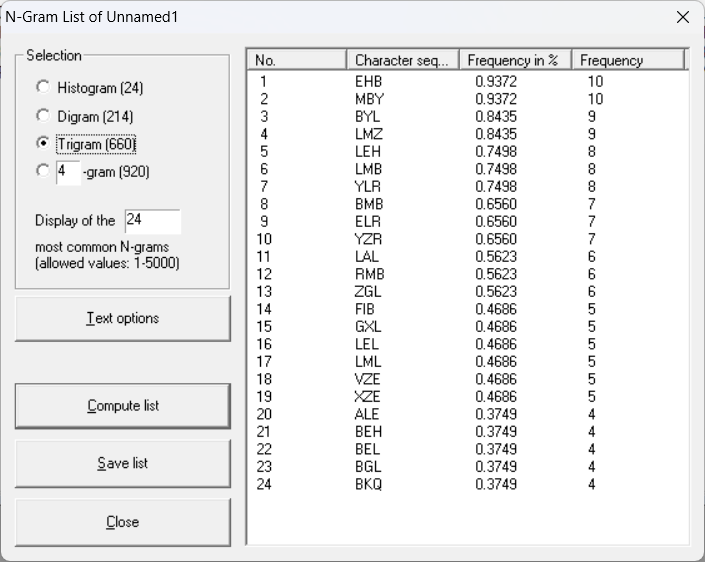 N-Gram List of Unnamed1
Selection
Histogram (24)
Digram (214)
Trigram (660)
4 -gram (920)
Display of the 24
most common N-grams
(allowed values: 1-5000)
Text options
Compute list
Save list
Close
No. Character seq... Frequency in % Frequency
1 EHB 0.9372 10
2 MBY 0.9372 10
3 BYL 0.8435 9
4 LMZ 0.8435 9
5 LEH 0.7498 8
6 LMB 0.7498 8
7 YLR 0.7498 8
8 BMB 0.6560 7
9 ELR 0.6560 7
10 YZR 0.6560 7
11 LAL 0.5623 6
12 RMB 0.5623 6
13 ZGL 0.5623 6
14 FIB 0.4686 5
15 GXL 0.4686 5
16 LEL 0.4686 5
17 LML 0.4686 5
18 VZE 0.4686 5
19 XZE 0.4686 5
20 ALE 0.3749 4
21 BEH 0.3749 4
22 BEL 0.3749 4
23 BGL 0.3749 4
24 BKQ 0.3749 4